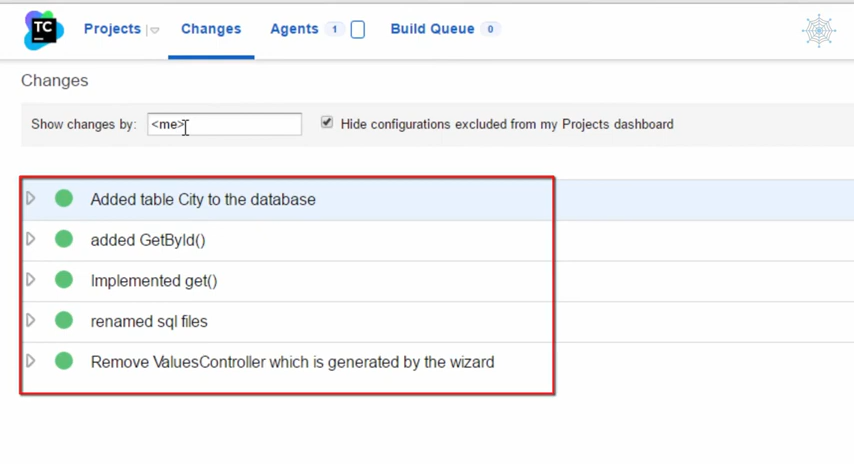 TC
Projects
Changes
Agents 1
Build Queue 0
Changes
Show changes by: <me>
Hide configurations excluded from my Projects dashboard
Added table City to the database
added GetById()
Implemented get()
renamed sql files
Remove ValuesController which is generated by the wizard